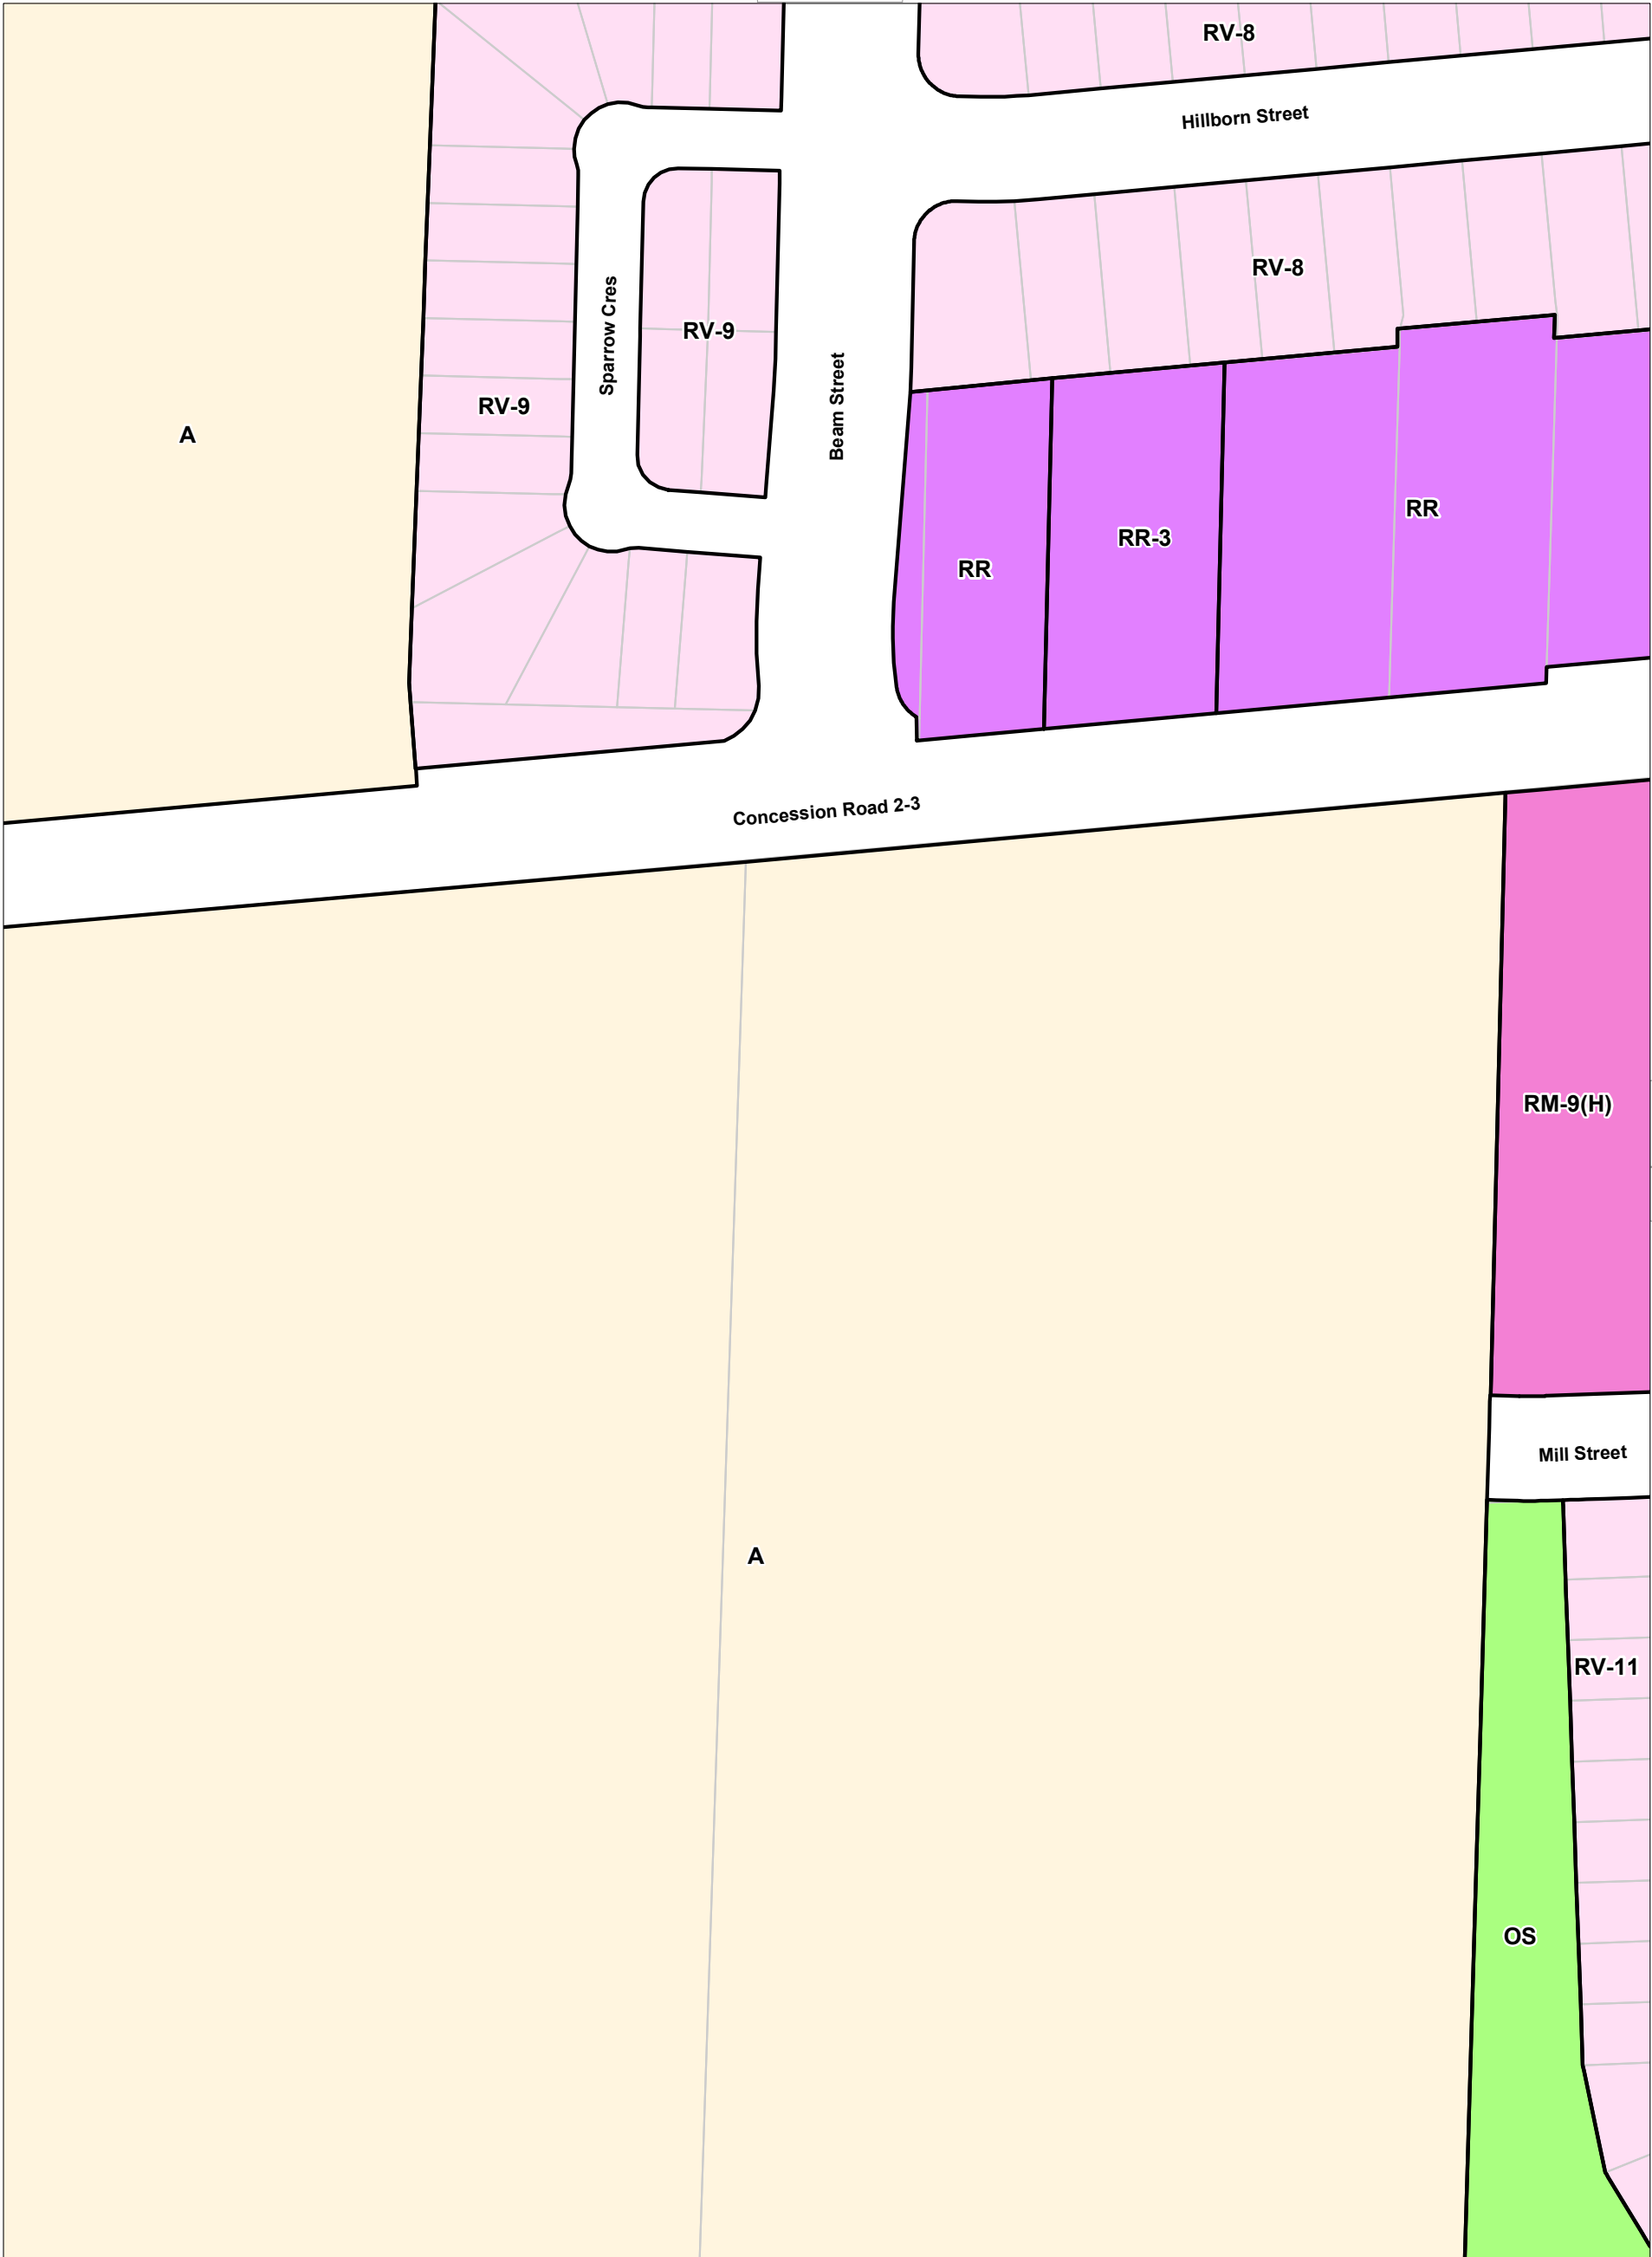 RV-8
Hillborn Street
RV-8
Sparrow Cres
RV-9
Beam Street
RV-9
A
RR
RR-3
RR
Concession Road 2-3
RM-9(H)
Mill Street
A
RV-11
OS